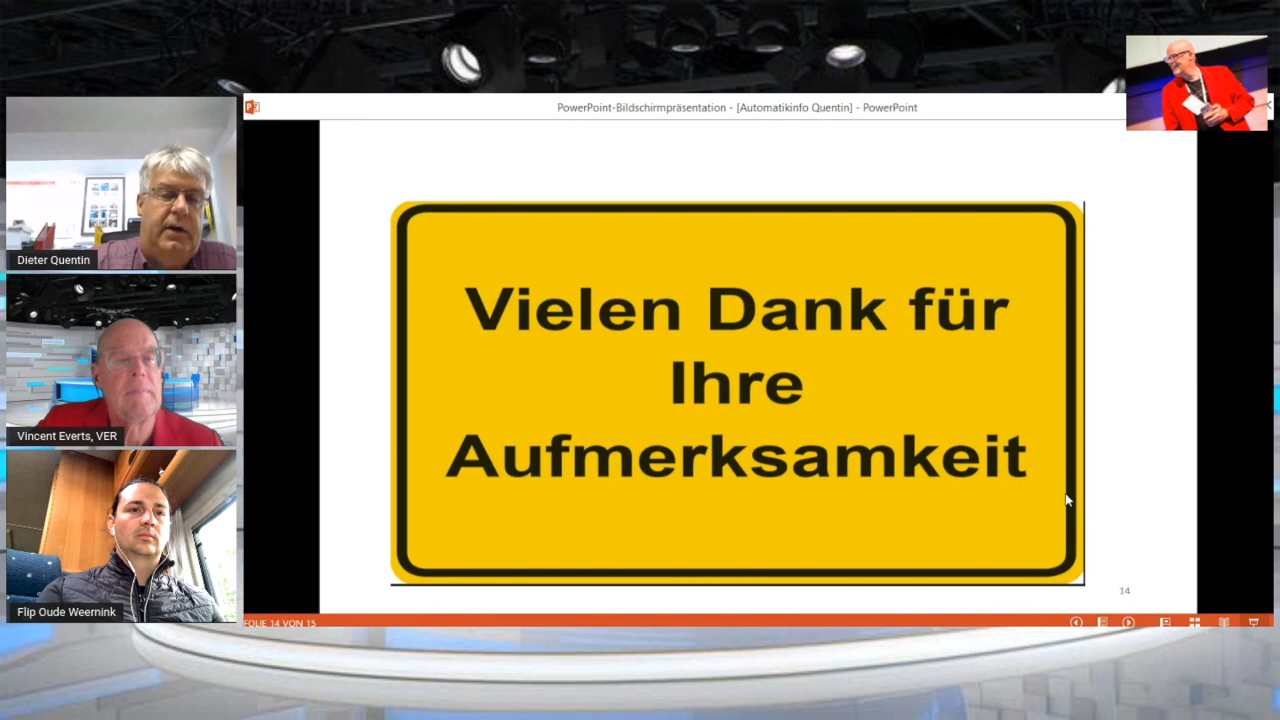 PowerPoint-Bildschirmpräsentation - [Automatikinfo Quentin] - PowerPoint
Dieter Quentin
Vincent Everts, VER
Flip Oude Weernink
Vielen Dank für
Ihre
Aufmerksamkeit
14
FOLIE 14 VON 15